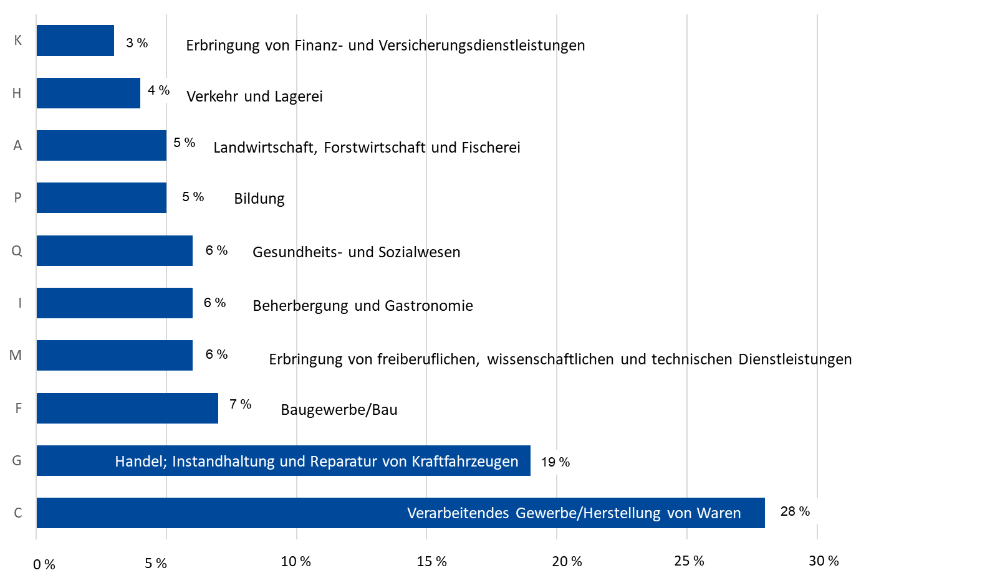 K 3 % Erbringung von Finanz- und Versicherungsdienstleistungen
H 4 % Verkehr und Lagerei
A 5 % Landwirtschaft, Forstwirtschaft und Fischerei
P 5 % Bildung
Q 6 % Gesundheits- und Sozialwesen
I 6 % Beherbergung und Gastronomie
M 6 % Erbringung von freiberuflichen, wissenschaftlichen und technischen Dienstleistungen
F 7 % Baugewerbe/Bau
G Handel; Instandhaltung und Reparatur von Kraftfahrzeugen 19 %
C Verarbeitendes Gewerbe/Herstellung von Waren 28 %
0 % 5 % 10 % 15 % 20 % 25 % 30 %